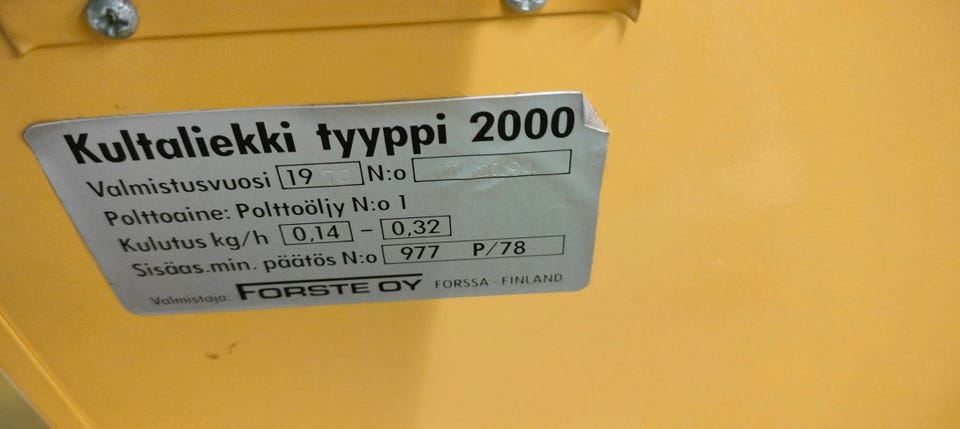 Kultaliekki tyyppi 2000
Valmistusvuosi 19 N:o
Polttoaine: Polttoöljy N:o 1
Kulutus kg/h 0,14 – 0,32
Sisäas.min. päätös N:o 977 P/78
Valmistaja: FORSTE OY FORSSA - FINLAND